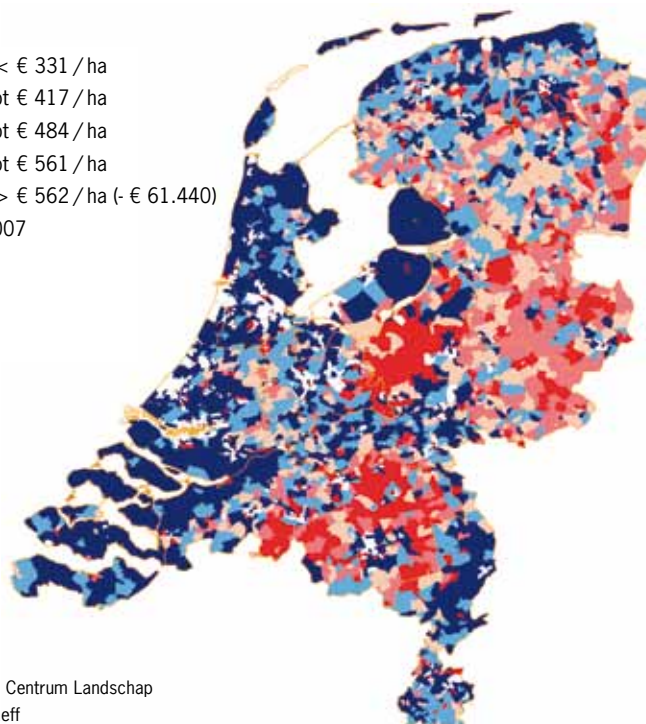 < € 331 / ha
ot € 417 / ha
ot € 484 / ha
ot € 561 / ha
> € 562 / ha (- € 61.440)
007
Centrum Landschap
eff